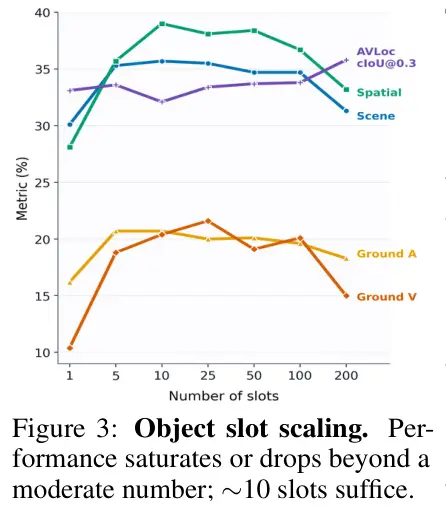 40
35
30
25
20
15
10
Metric (%)
AVLoc
cIoU@0.3
Spatial
Scene
Ground A
Ground V
1 5 10 25 50 100 200
Number of slots
Figure 3: Object slot scaling. Per-
formance saturates or drops beyond a
moderate number; ∼10 slots suffice.